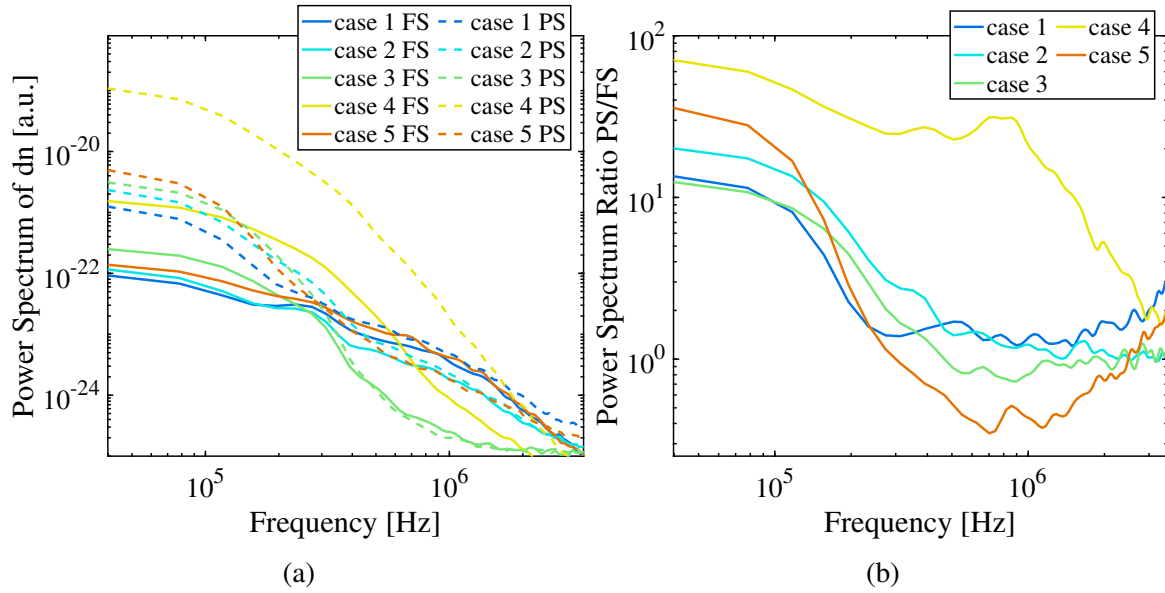 case 1 FS case 1 PS
case 2 FS case 2 PS
case 3 FS case 3 PS
case 4 FS case 4 PS
case 5 FS case 5 PS
Power Spectrum of dn [a.u.]
10^-20
10^-22
10^-24
10^5 10^6
Frequency [Hz]
(a)
case 1 case 4
case 2 case 5
case 3
Power Spectrum Ratio PS/FS
10^2
10^1
10^0
10^5 10^6
Frequency [Hz]
(b)